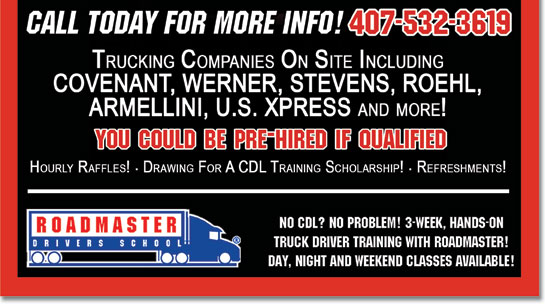 CALL TODAY FOR MORE INFO! 407-532-3619
TRUCKING COMPANIES ON SITE INCLUDING
COVENANT, WERNER, STEVENS, ROEHL,
ARMELLINI, U.S. XPRESS AND MORE!
YOU COULD BE PRE-HIRED IF QUALIFIED
HOURLY RAFFLES! · DRAWING FOR A CDL TRAINING SCHOLARSHIP! · REFRESHMENTS!
ROADMASTER
DRIVERS SCHOOL
®
NO CDL? NO PROBLEM! 3-WEEK, HANDS-ON
TRUCK DRIVER TRAINING WITH ROADMASTER!
DAY, NIGHT AND WEEKEND CLASSES AVAILABLE!